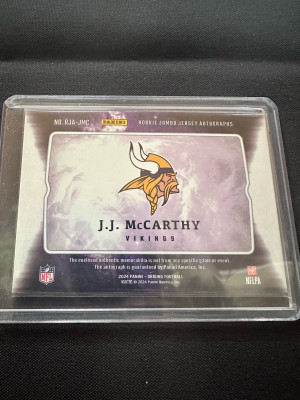 NO. RJA-JMC
PANINI
ROOKIE JUMBO JERSEY AUTOGRAPHS
J.J. McCARTHY
VIKINGS
The enclosed authentic memorabilia is not from any specific game or event.
The autograph is guaranteed by Panini America, Inc.
NFL
NFLPA
2024 PANINI - ORIGINS FOOTBALL
© 2024 Panini America, Inc.